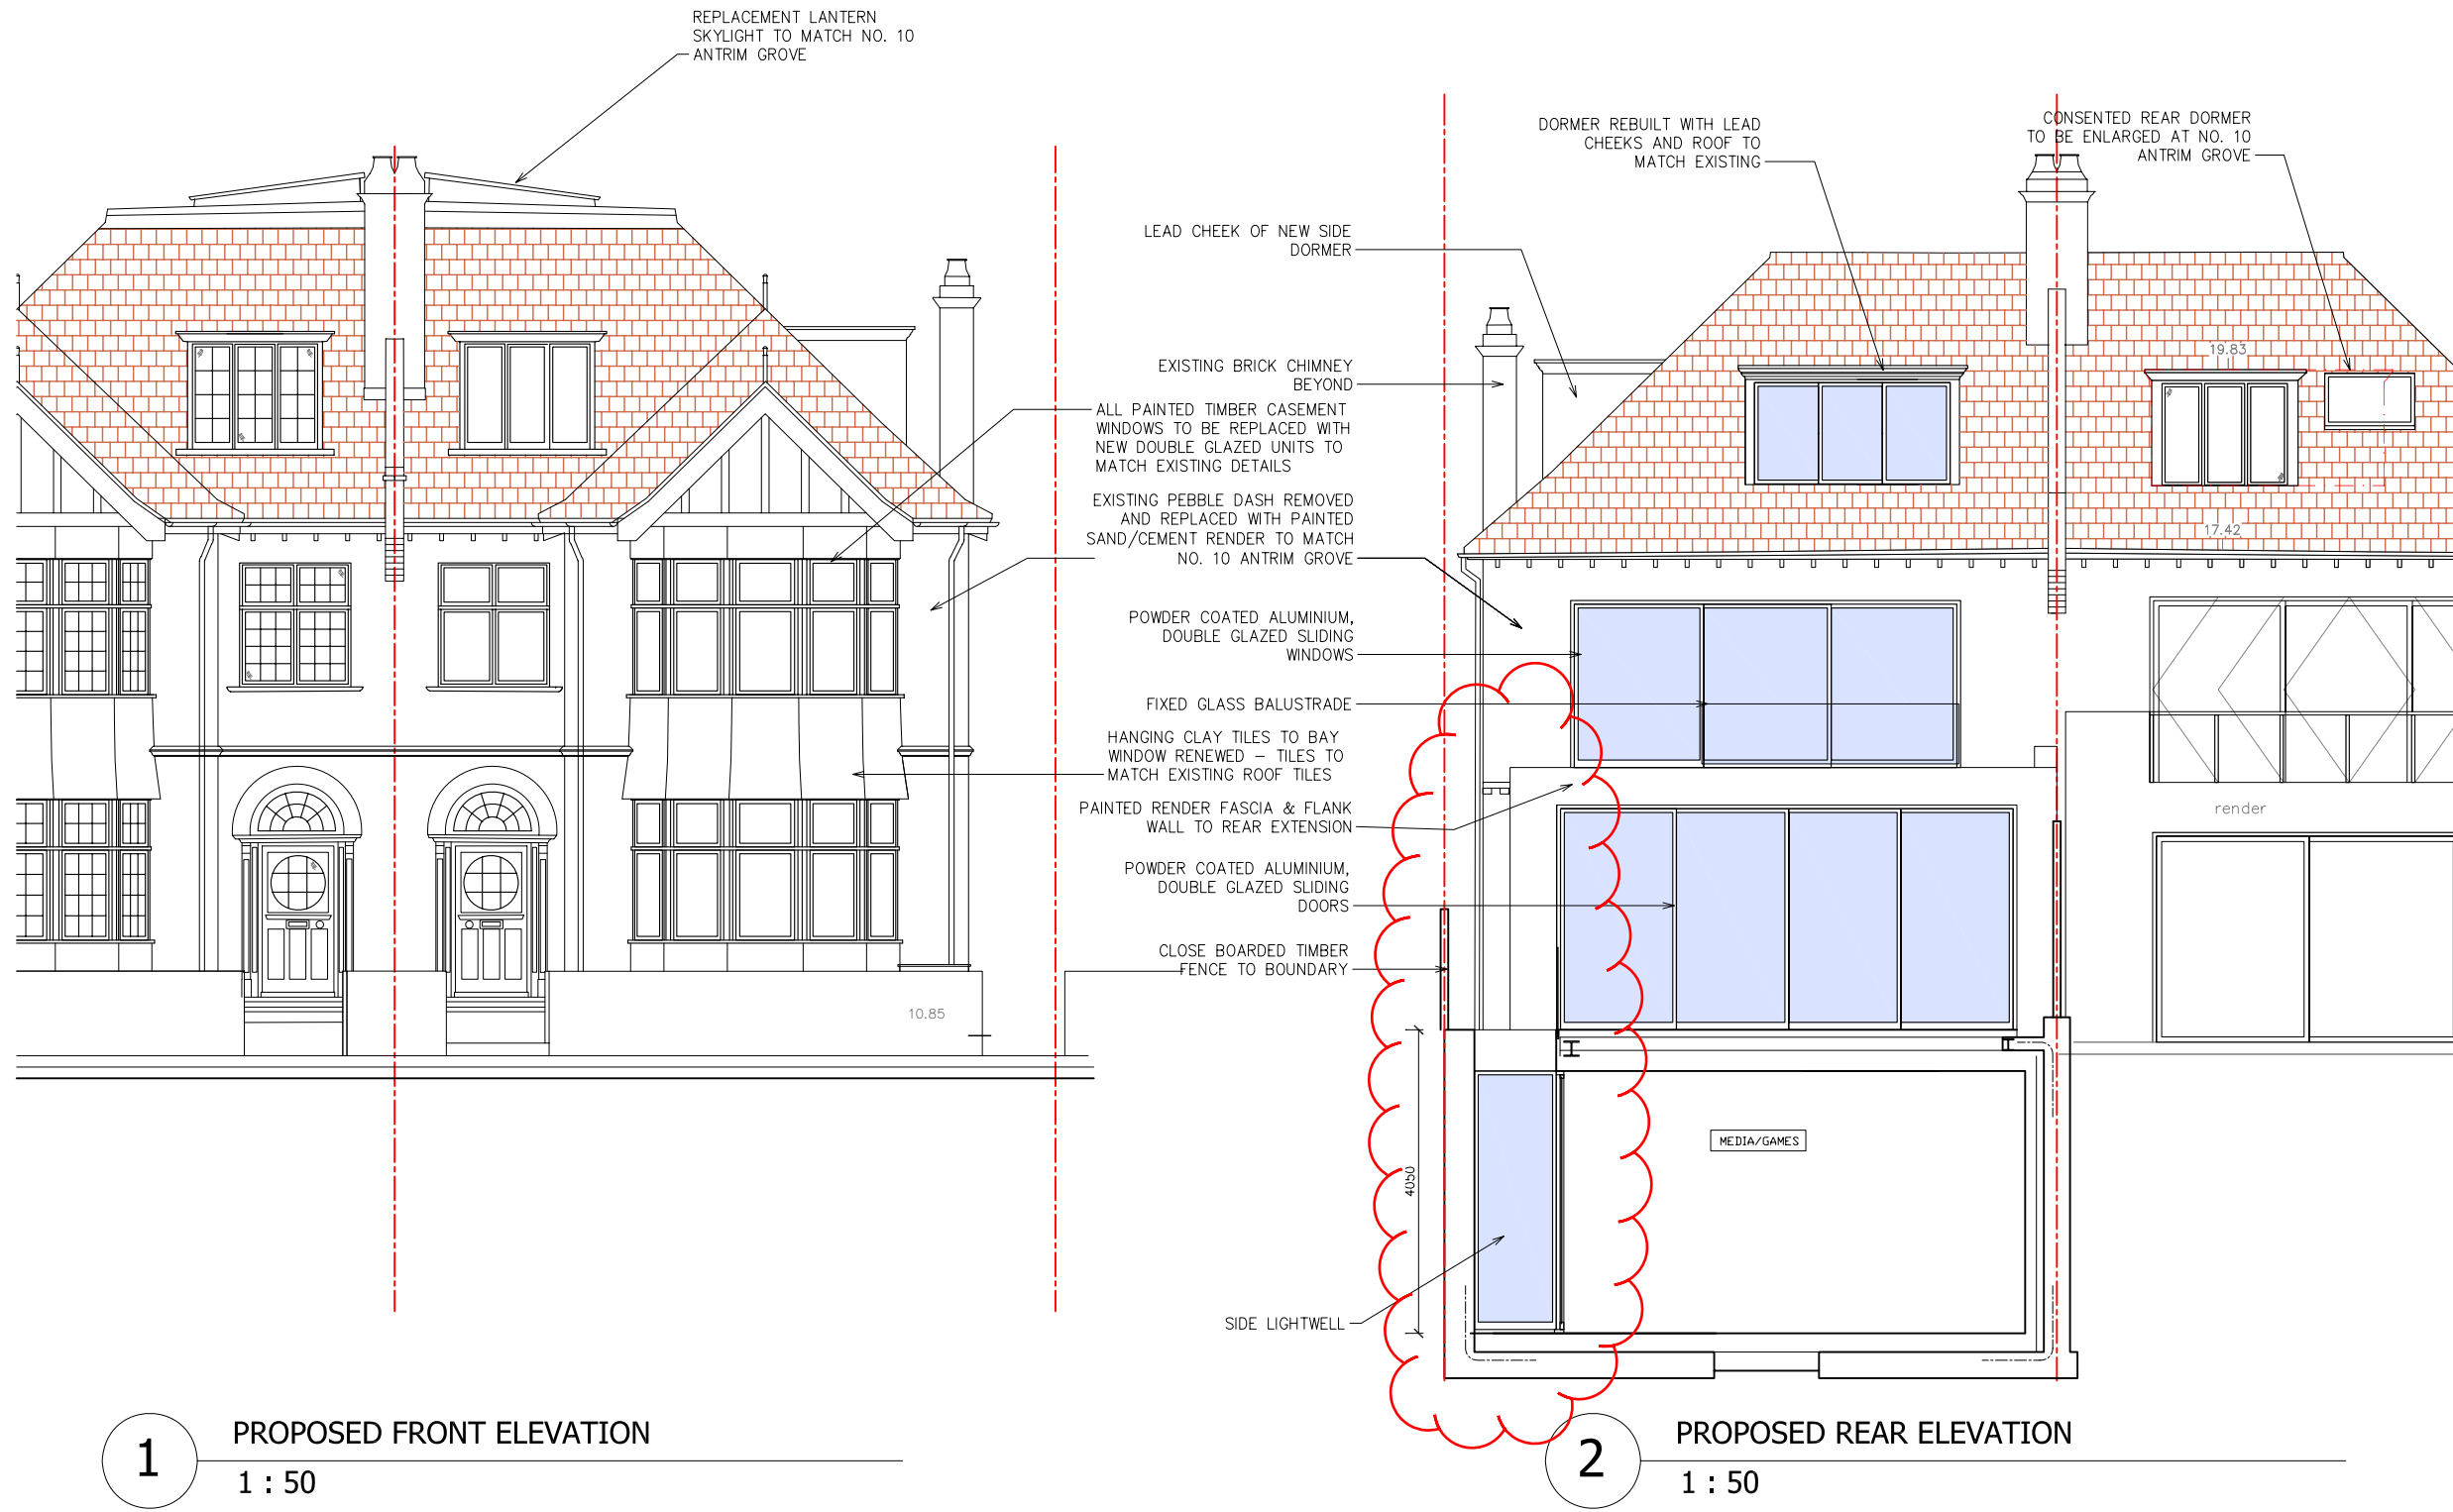 REPLACEMENT LANTERN
SKYLIGHT TO MATCH NO. 10
ANTRIM GROVE
DORMER REBUILT WITH LEAD
CHEEKS AND ROOF TO
MATCH EXISTING
CONSENTED REAR DORMER
TO BE ENLARGED AT NO. 10
ANTRIM GROVE
LEAD CHEEK OF NEW SIDE
DORMER
EXISTING BRICK CHIMNEY
BEYOND
ALL PAINTED TIMBER CASEMENT
WINDOWS TO BE REPLACED WITH
NEW DOUBLE GLAZED UNITS TO
MATCH EXISTING DETAILS
EXISTING PEBBLE DASH REMOVED
AND REPLACED WITH PAINTED
SAND/CEMENT RENDER TO MATCH
NO. 10 ANTRIM GROVE
POWDER COATED ALUMINIUM,
DOUBLE GLAZED SLIDING
WINDOWS
FIXED GLASS BALUSTRADE
HANGING CLAY TILES TO BAY
WINDOW RENEWED – TILES TO
MATCH EXISTING ROOF TILES
PAINTED RENDER FASCIA & FLANK
WALL TO REAR EXTENSION
POWDER COATED ALUMINIUM,
DOUBLE GLAZED SLIDING
DOORS
CLOSE BOARDED TIMBER
FENCE TO BOUNDARY
SIDE LIGHTWELL
19.83
17.42
render
10.85
4050
MEDIA/GAMES
1
PROPOSED FRONT ELEVATION
1 : 50
2
PROPOSED REAR ELEVATION
1 : 50